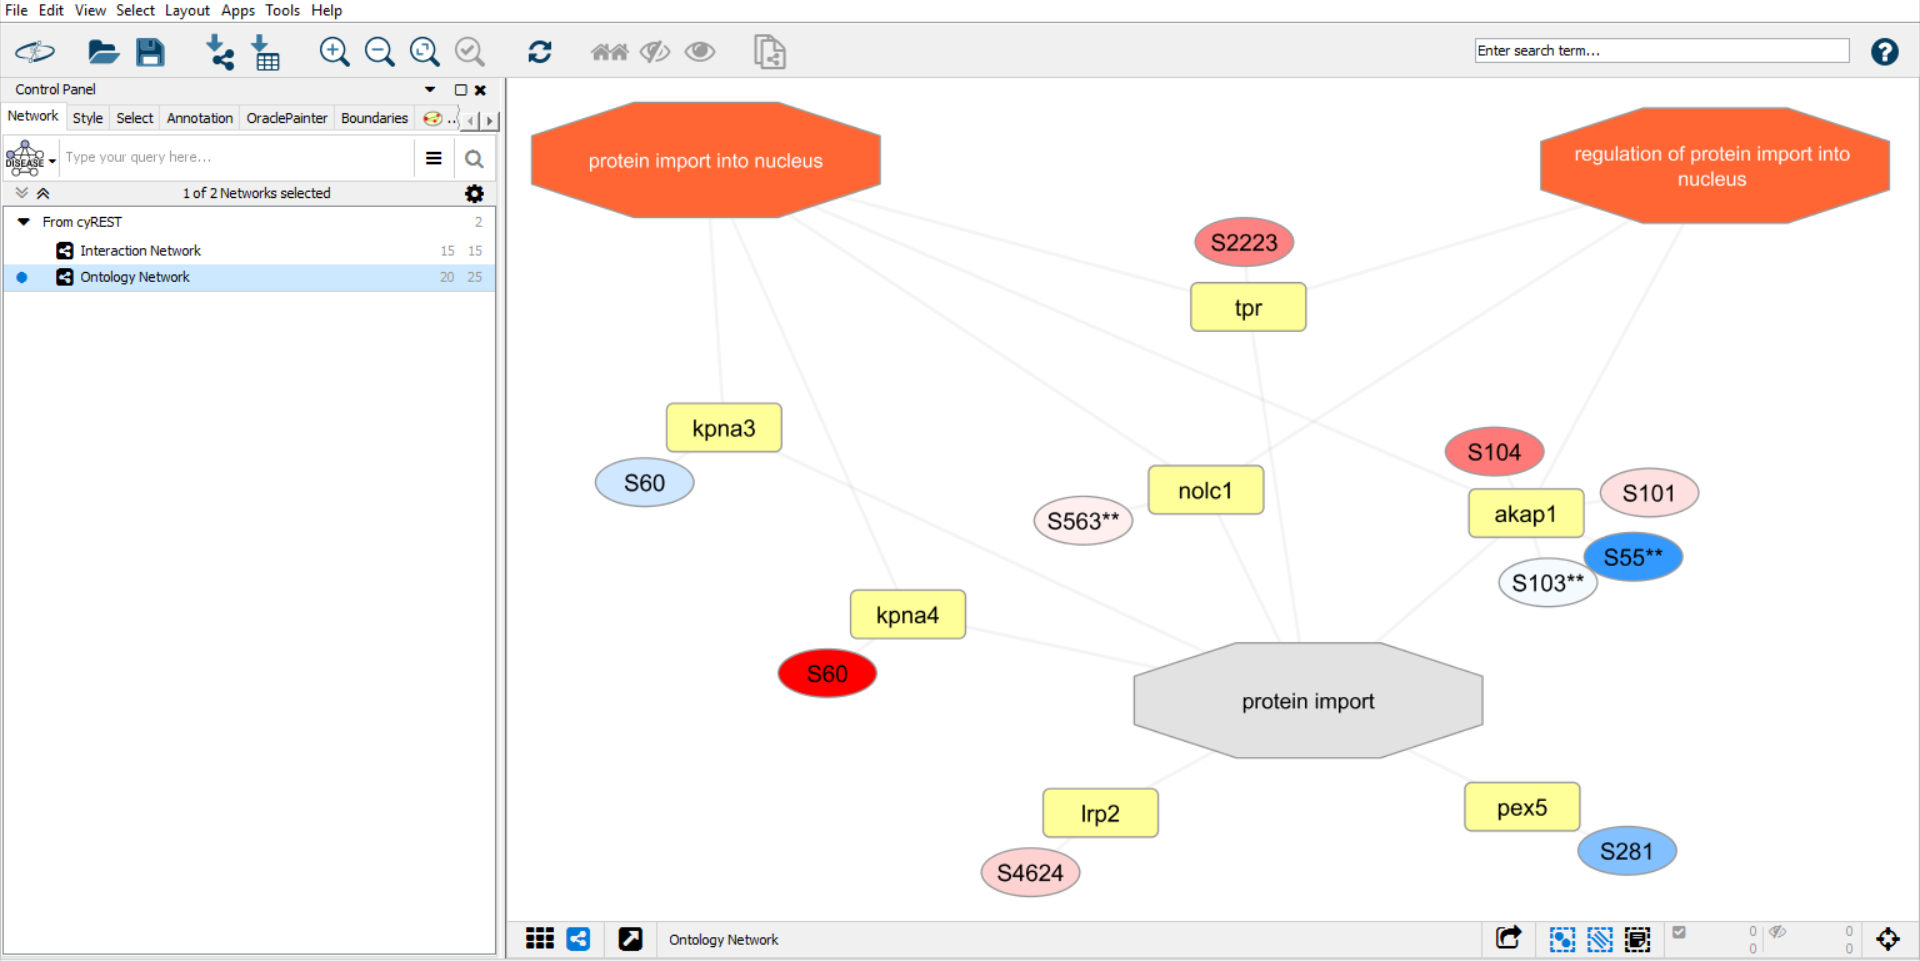 File Edit View Select Layout Apps Tools Help
Enter search term...
Control Panel
Network Style Select Annotation OraclePainter Boundaries ..
DISEASE Type your query here...
1 of 2 Networks selected
From cyREST 2
Interaction Network 15 15
Ontology Network 20 25
protein import into nucleus
regulation of protein import into
nucleus
S2223
tpr
kpna3
S60
S104
nolc1
S101
akap1
S563**
S55**
S103**
kpna4
S60
protein import
lrp2
pex5
S281
S4624
Ontology Network
0 0
0 0